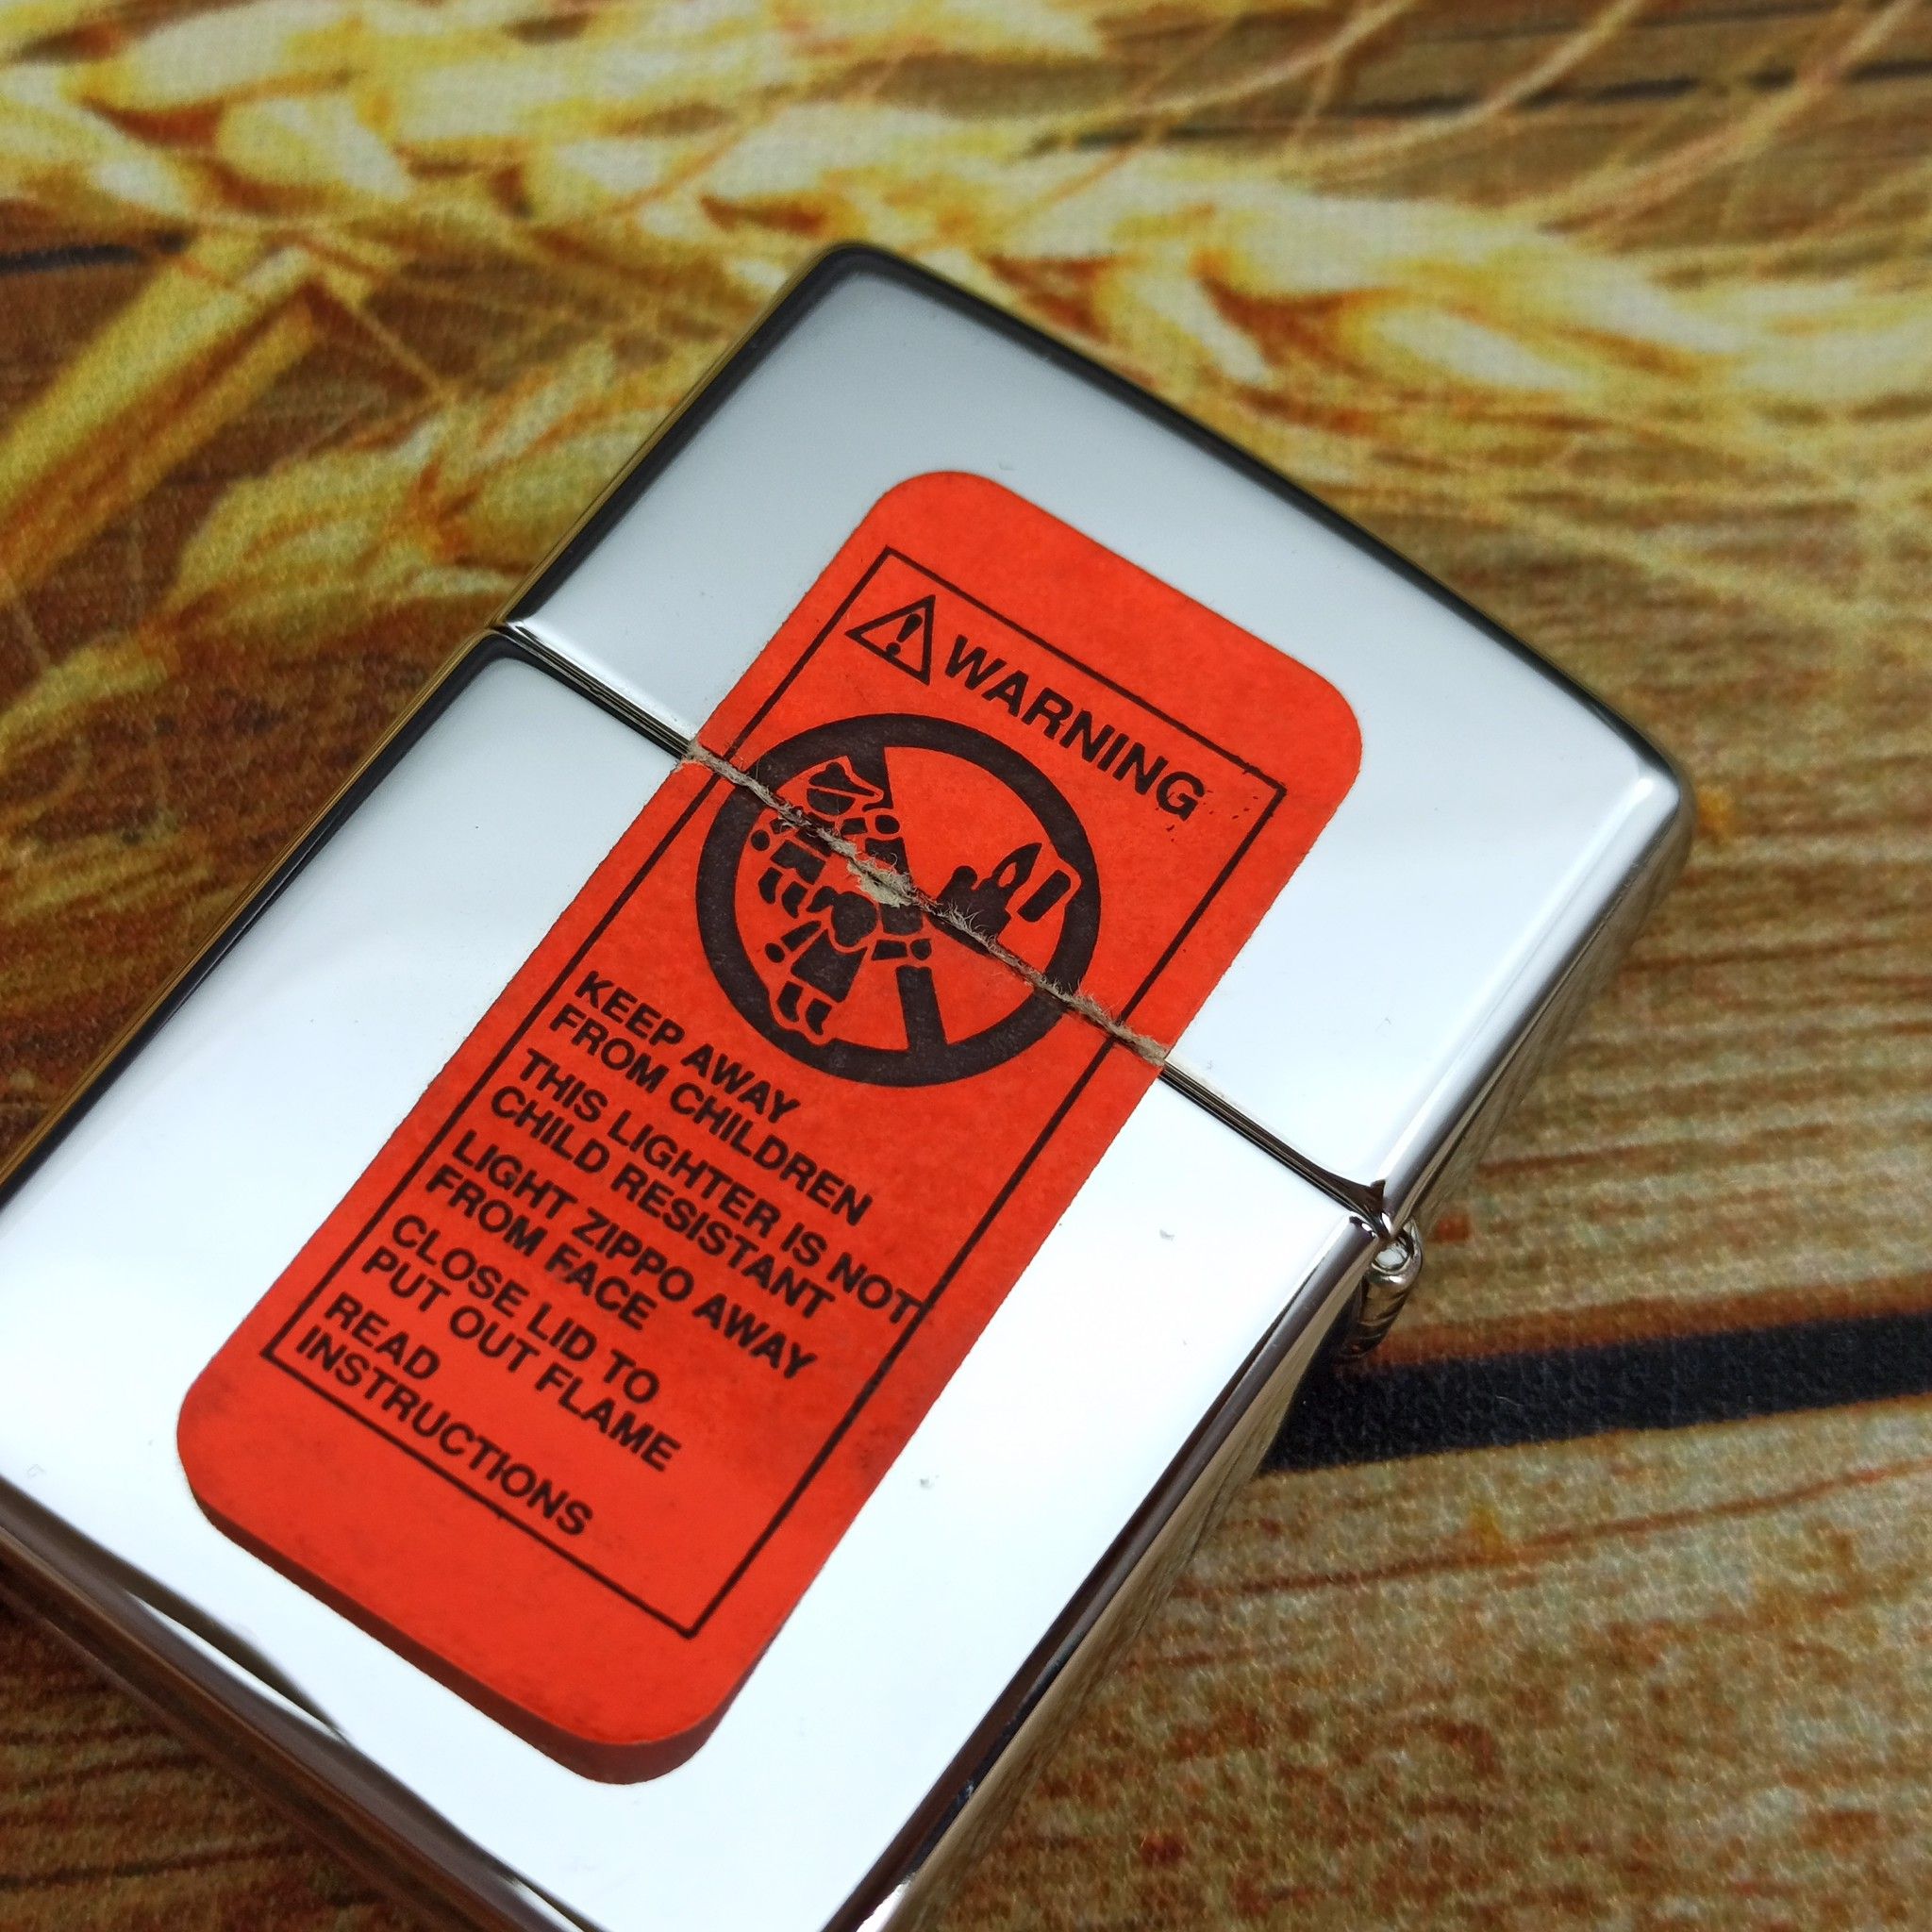 WARNING
KEEP AWAY
FROM CHILDREN
THIS LIGHTER IS NOT
CHILD RESISTANT
LIGHT ZIPPO AWAY
FROM FACE
CLOSE LID TO
PUT OUT FLAME
READ
INSTRUCTIONS